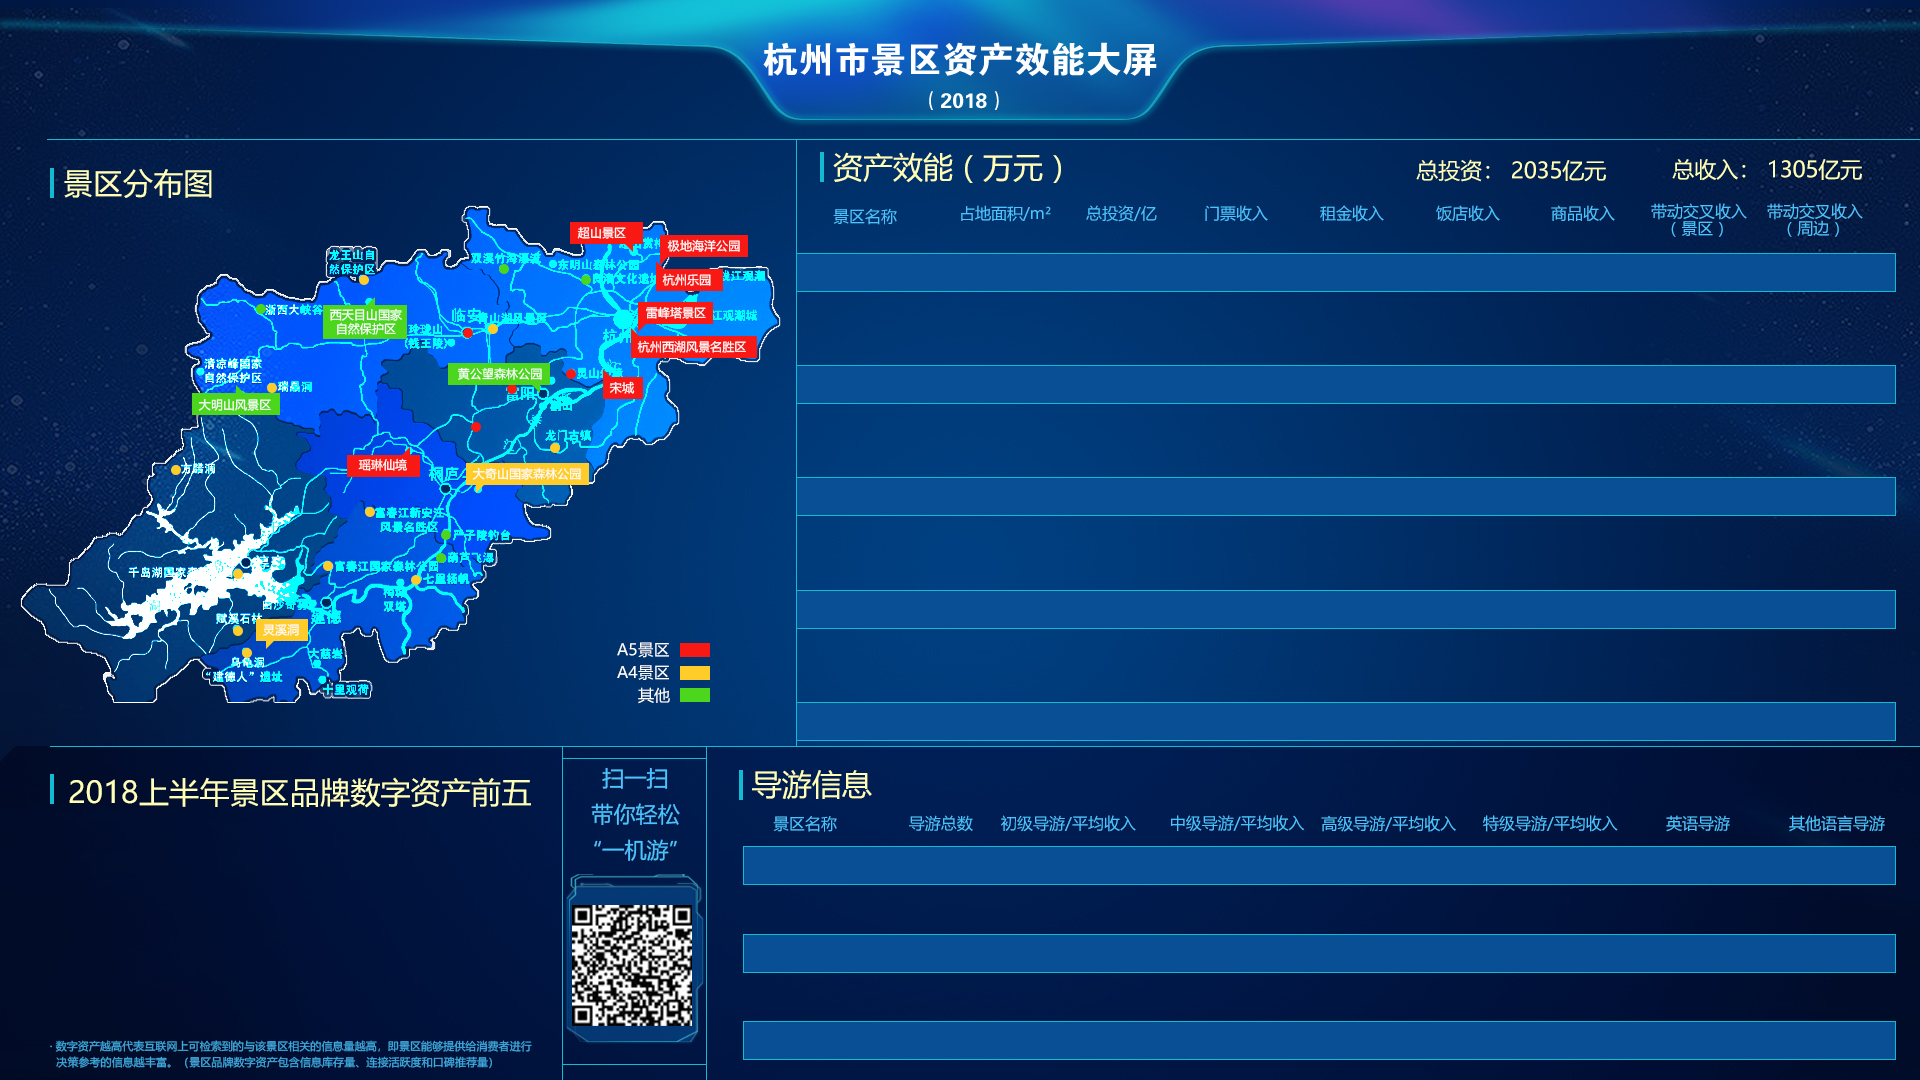 杭州市景区资产效能大屏
（2018）
景区分布图
超山景区
极地海洋公园
龙王山自
然保护区
双溪竹海漂流
东明山森林公园
杭州乐园
浙西大峡谷
西天目山国家
自然保护区
临安
青山湖风景区
雷峰塔景区
江观潮城
玲珑山
(钱王陵)
杭州西湖风景名胜区
清凉峰国家
自然保护区
瑞晶洞
黄公望森林公园
宋城
富阳
大明山风景区
龙门古镇
瑶琳仙境
桐庐
大奇山国家森林公园
方腊洞
富春江新安江
风景名胜区
严子陵钓台
葫芦飞瀑
富春江国家森林公园
七里扬帆
千岛湖国家森
双塔
赋溪石林
建德
灵溪洞
大慈岩
乌龟洞
“建德人”遗址
十里观荷
A5景区
A4景区
其他
资产效能（万元）
总投资： 2035亿元
总收入： 1305亿元
景区名称
占地面积/m²
总投资/亿
门票收入
租金收入
饭店收入
商品收入
带动交叉收入
（景区）
带动交叉收入
（周边）
2018上半年景区品牌数字资产前五
· 数字资产越高代表互联网上可检索到的与该景区相关的信息量越高，即景区能够提供给消费者进行
决策参考的信息越丰富。（景区品牌数字资产包含信息库存量、连接活跃度和口碑推荐量）
扫一扫
带你轻松
“一机游”
导游信息
景区名称
导游总数
初级导游/平均收入
中级导游/平均收入
高级导游/平均收入
特级导游/平均收入
英语导游
其他语言导游